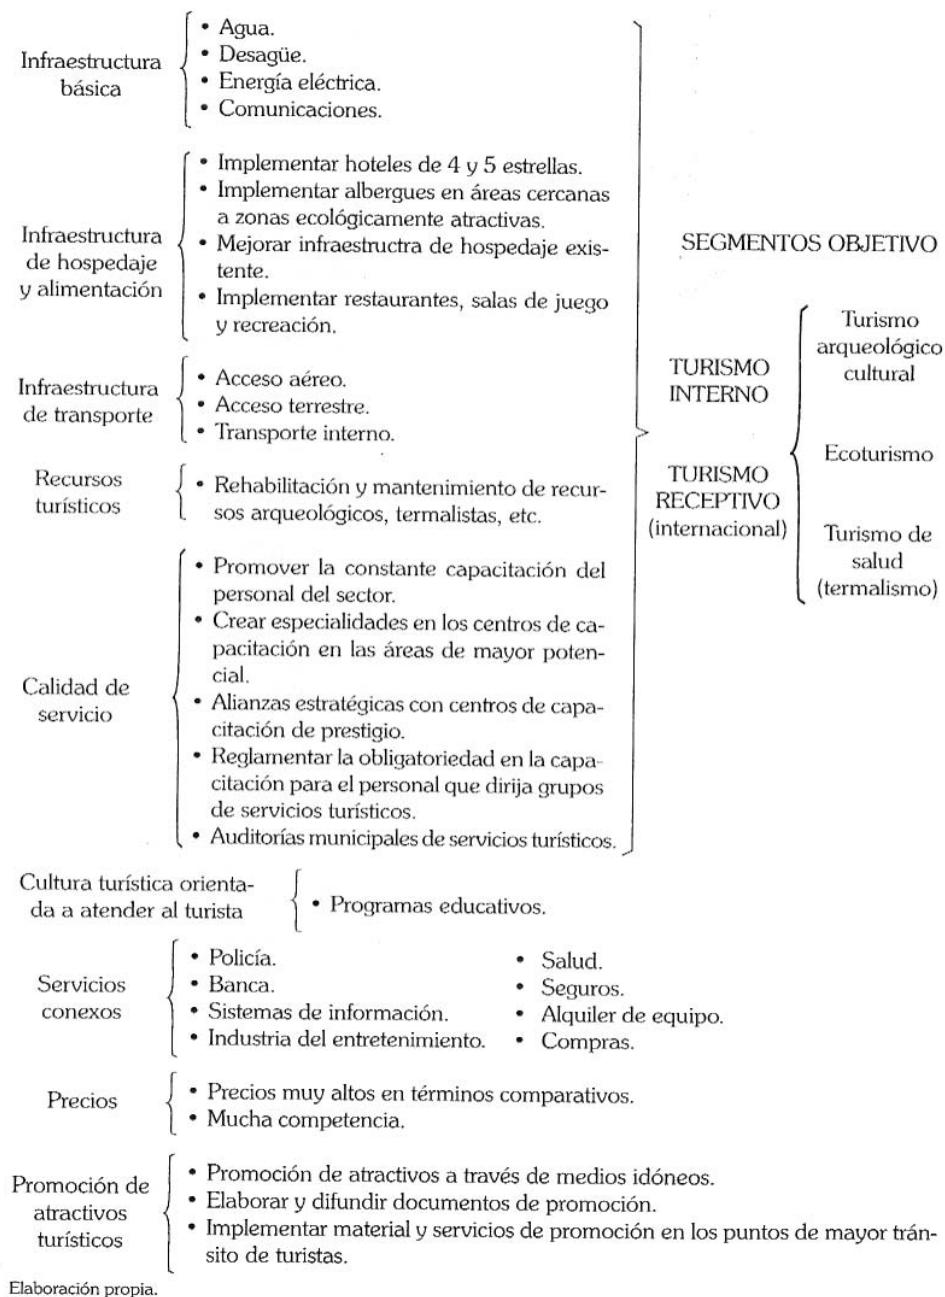 Infraestructura
básica
• Agua.
• Desagüe.
• Energía eléctrica.
• Comunicaciones.
Infraestructura
de hospedaje
y alimentación
• Implementar hoteles de 4 y 5 estrellas.
• Implementar albergues en áreas cercanas
a zonas ecológicamente atractivas.
• Mejorar infraestructra de hospedaje exis-
tente.
• Implementar restaurantes, salas de juego
y recreación.
Infraestructura
de transporte
• Acceso aéreo.
• Acceso terrestre.
• Transporte interno.
Recursos
turísticos
• Rehabilitación y mantenimiento de recur-
sos arqueológicos, termalistas, etc.
Calidad de
servicio
• Promover la constante capacitación del
personal del sector.
• Crear especialidades en los centros de ca-
pacitación en las áreas de mayor poten-
cial.
• Alianzas estratégicas con centros de capa-
citación de prestigio.
• Reglamentar la obligatoriedad en la capa-
citación para el personal que dirija grupos
de servicios turísticos.
• Auditorías municipales de servicios turísticos.
SEGMENTOS OBJETIVO
TURISMO
INTERNO
TURISMO
RECEPTIVO
(internacional)
Turismo
arqueológico
cultural
Ecoturismo
Turismo de
salud
(termalismo)
Cultura turística orienta-
da a atender al turista
• Programas educativos.
Servicios
conexos
• Policía.
• Banca.
• Sistemas de información.
• Industria del entretenimiento.
• Salud.
• Seguros.
• Alquiler de equipo.
• Compras.
Precios
• Precios muy altos en términos comparativos.
• Mucha competencia.
Promoción de
atractivos
turísticos
• Promoción de atractivos a través de medios idóneos.
• Elaborar y difundir documentos de promoción.
• Implementar material y servicios de promoción en los puntos de mayor trán-
sito de turistas.
Elaboración propia.